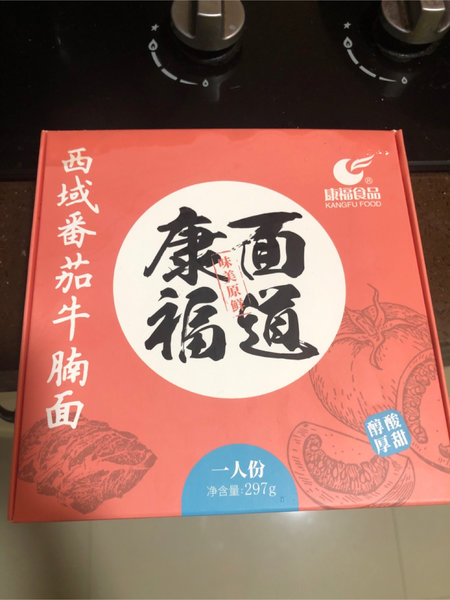 西域番茄牛腩面
康福食品®
KANGFU FOOD
康福
面道
味美原鲜
醇酸
厚甜
一人份
净含量:297g